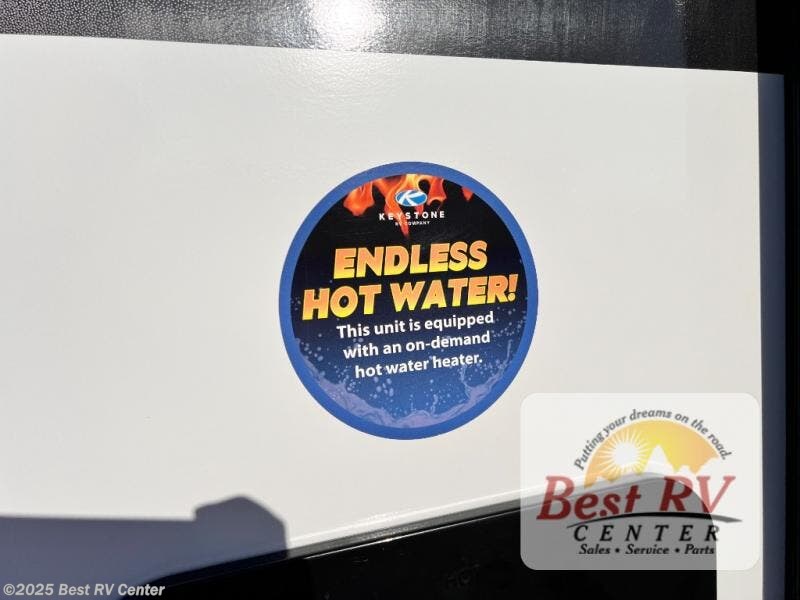 KEYSTONE
RV COMPANY
ENDLESS
HOT WATER!
This unit is equipped
with an on-demand
hot water heater.
Putting your dreams on the road.
Best RV
CENTER
Sales • Service • Parts
©2025 Best RV Center